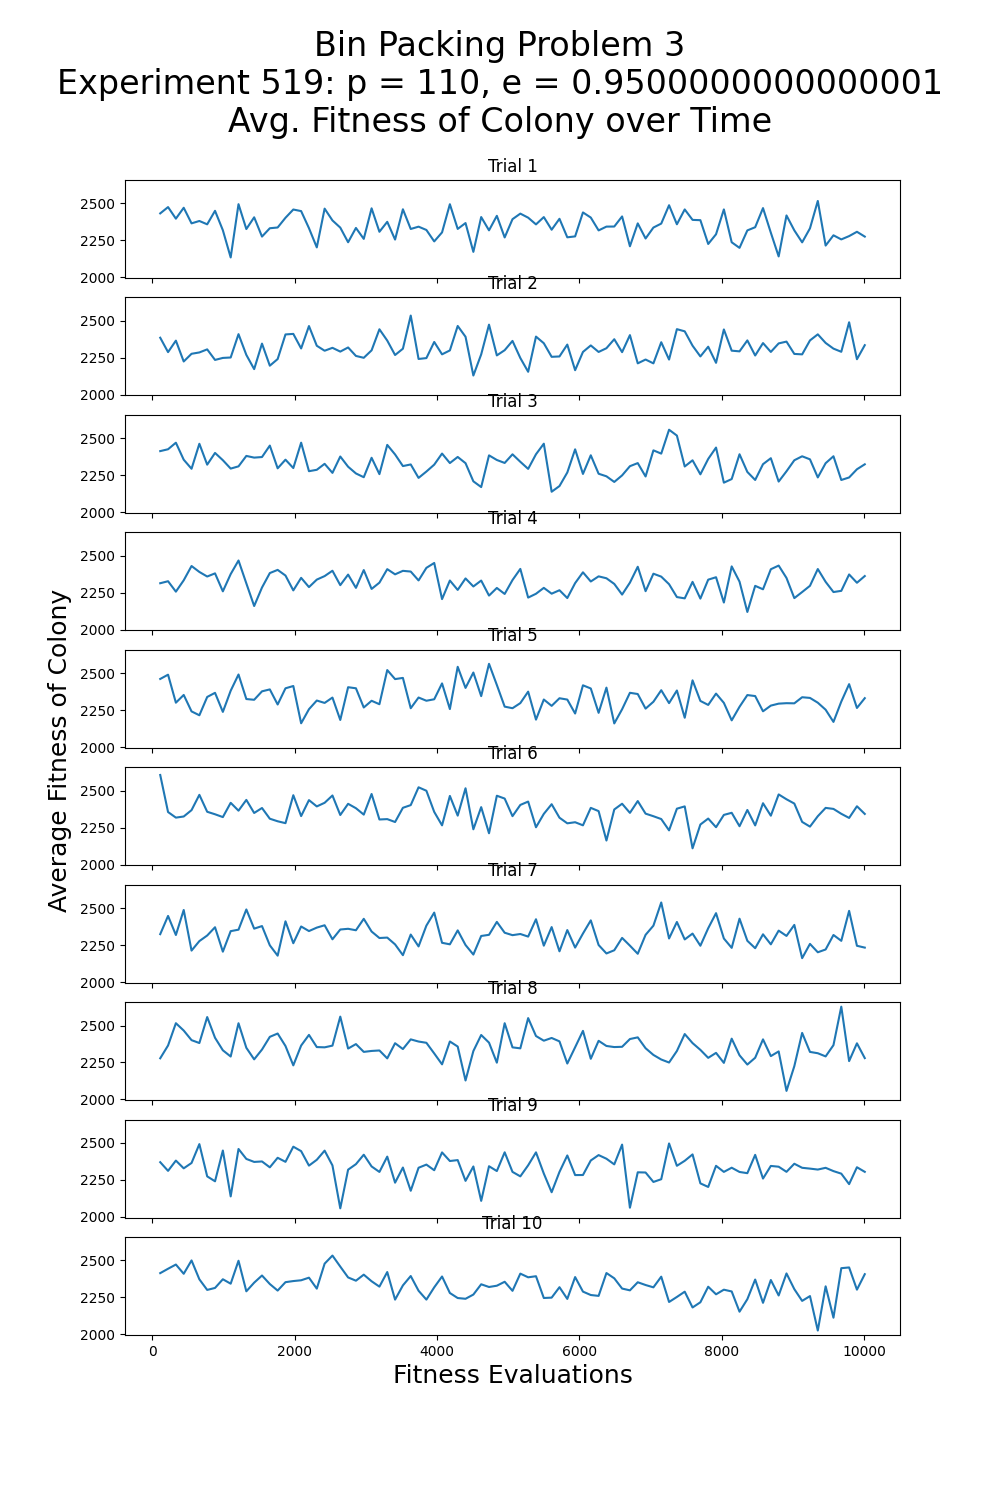 Bin Packing Problem 3
Experiment 519: p = 110, e = 0.9500000000000001
Avg. Fitness of Colony over Time
Trial 1
2500
2250
2000
Trial 2
2500
2250
2000
Trial 3
2500
2250
2000
Trial 4
2500
2250
2000
Trial 5
2500
2250
2000
Trial 6
2500
2250
2000
Trial 7
2500
2250
2000
Trial 8
2500
2250
2000
Trial 9
2500
2250
2000
Trial 10
2500
2250
2000
0 2000 4000 6000 8000 10000
Fitness Evaluations
Average Fitness of Colony